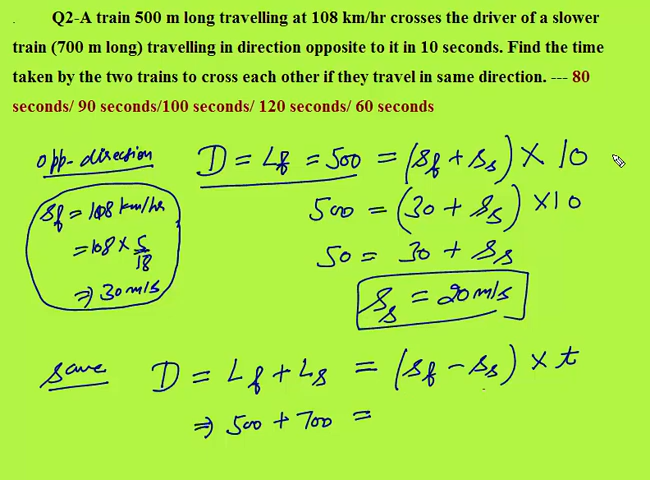 Q2-A train 500 m long travelling at 108 km/hr crosses the driver of a slower
train (700 m long) travelling in direction opposite to it in 10 seconds. Find the time
taken by the two trains to cross each other if they travel in same direction. --- 80
seconds/ 90 seconds/100 seconds/ 120 seconds/ 60 seconds
opp-direction
D = Lf = 500 = (Sf + Ss) × 10
Sf = 108 km/hr
= 108 × 5/18
⇒ 30 m/s
500 = (30 + Ss) × 10
50 = 30 + Ss
Ss = 20 m/s
same D = Lf + Ls = (Sf - Ss) × t
⇒ 500 + 700 =